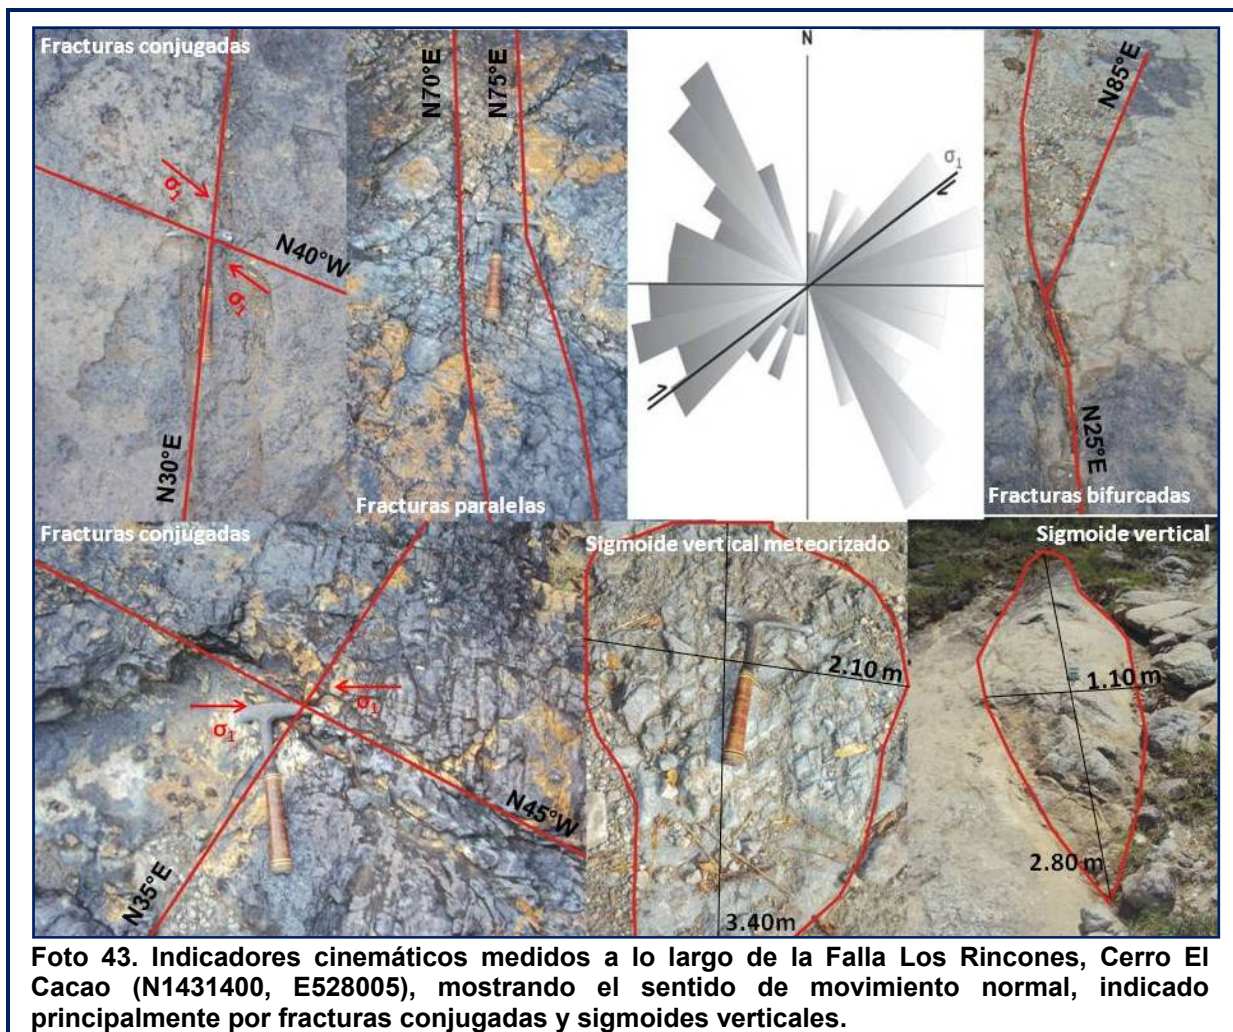 Fracturas conjugadas
σ1
σ1
N40°W
N30°E
N70°E
N75°E
Fracturas paralelas
N
σ1
N85°E
N25°E
Fracturas bifurcadas
Fracturas conjugadas
σ1
σ1
N45°W
N35°E
Sigmoide vertical meteorizado
2.10 m
3.40m
Sigmoide vertical
1.10 m
2.80 m
Foto 43. Indicadores cinemáticos medidos a lo largo de la Falla Los Rincones, Cerro El
Cacao (N1431400, E528005), mostrando el sentido de movimiento normal, indicado
principalmente por fracturas conjugadas y sigmoides verticales.